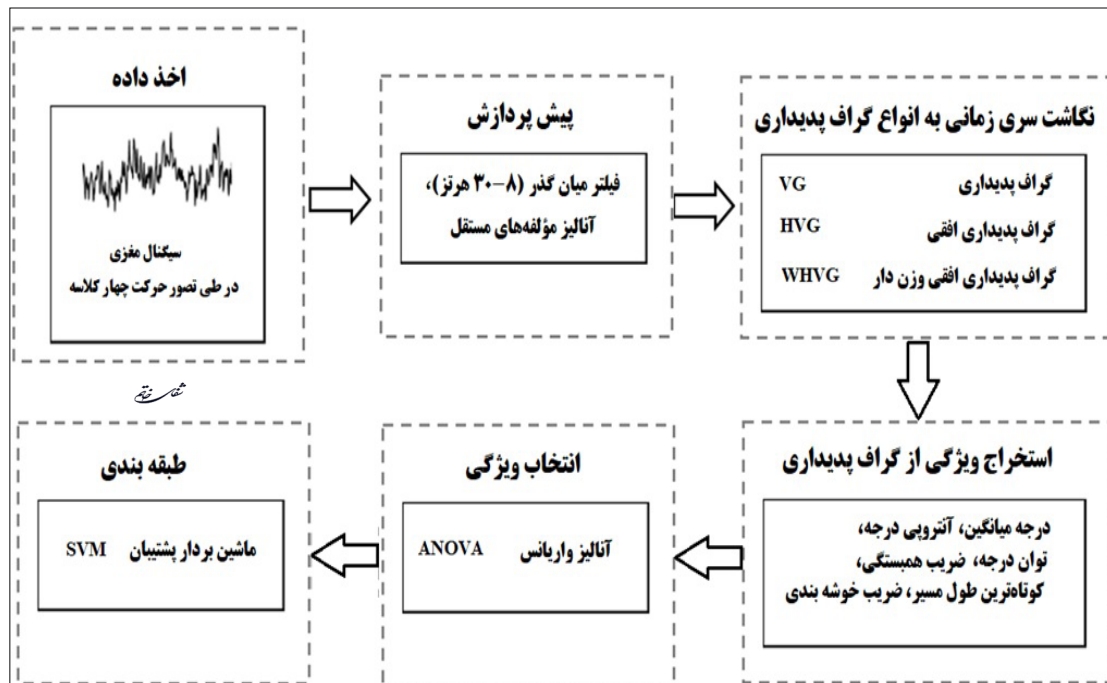 اخذ داده
سیگنال مغزی
در طی تصور حرکت چهار کلاسه
پیش پردازش
فیلتر میان گذر (۸-۳۰ هرتز)،
آنالیز مؤلفه‌های مستقل
نگاشت سری زمانی به انواع گراف پدیداری
گراف پدیداری VG
گراف پدیداری افقی HVG
گراف پدیداری افقی وزن دار WHVG
استخراج ویژگی از گراف پدیداری
درجه میانگین، آنتروپی درجه،
توان درجه، ضریب همبستگی،
کوتاه‌ترین طول مسیر، ضریب خوشه بندی
انتخاب ویژگی
آنالیز واریانس ANOVA
طبقه بندی
ماشین بردار پشتیبان SVM
شفای خاتم